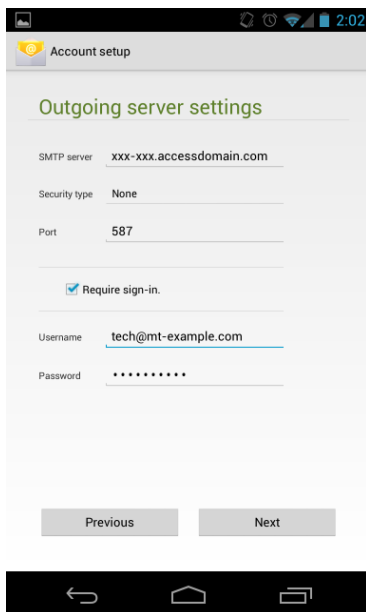 2:02
Account setup
Outgoing server settings
SMTP server xxx-xxx.accessdomain.com
Security type None
Port 587
Require sign-in.
Username tech@mt-example.com
Password ••••••••••
Previous Next